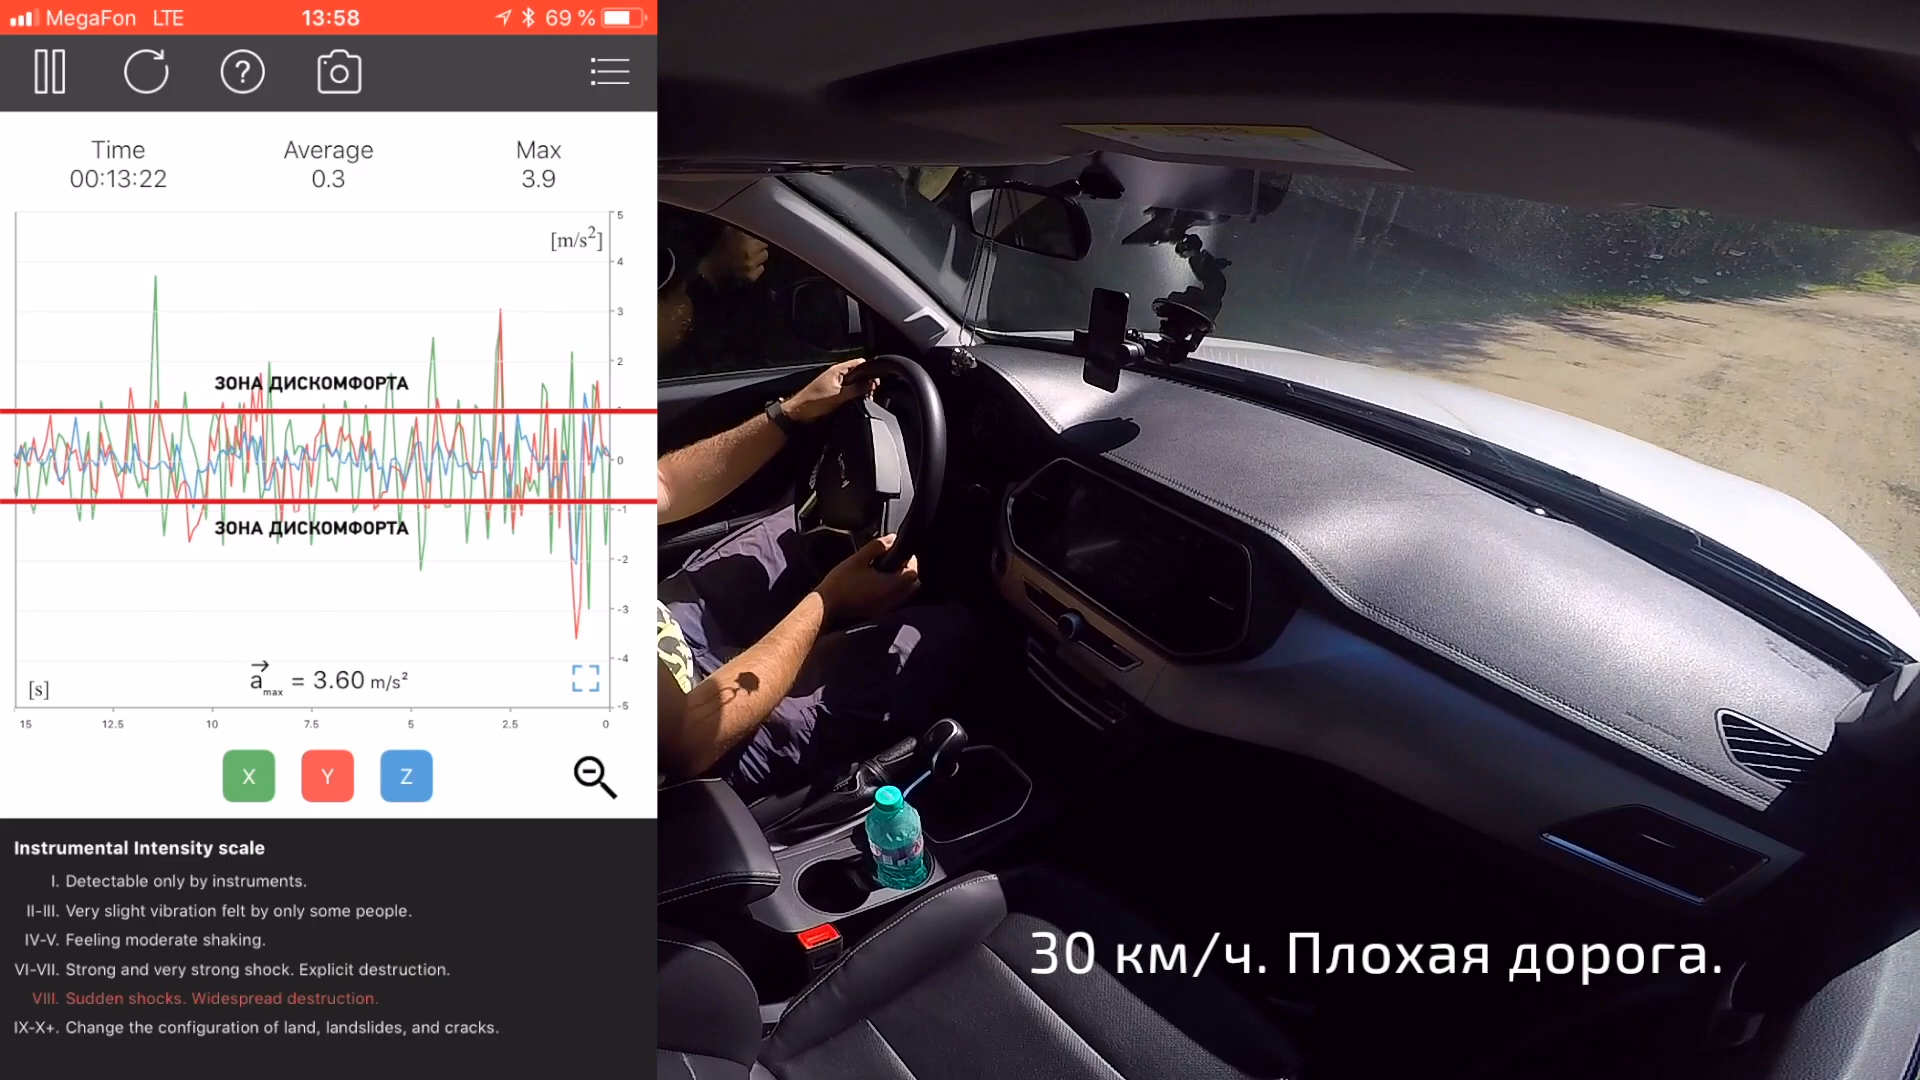 MegaFon LTE 13:58 69 %
Time Average Max
00:13:22 0.3 3.9
5
[m/s²]
4
3
2
ЗОНА ДИСКОМФОРТА
0
-1
ЗОНА ДИСКОМФОРТА
-2
-3
-4
a max = 3.60 m/s²
[s]
-5
15 12.5 10 7.5 5 2.5 0
X Y Z
Instrumental Intensity scale
I. Detectable only by instruments.
II-III. Very slight vibration felt by only some people.
IV-V. Feeling moderate shaking.
VI-VII. Strong and very strong shock. Explicit destruction.
VIII. Sudden shocks. Widespread destruction.
IX-X+. Change the configuration of land, landslides, and cracks.
30 км/ч. Плохая дорога.